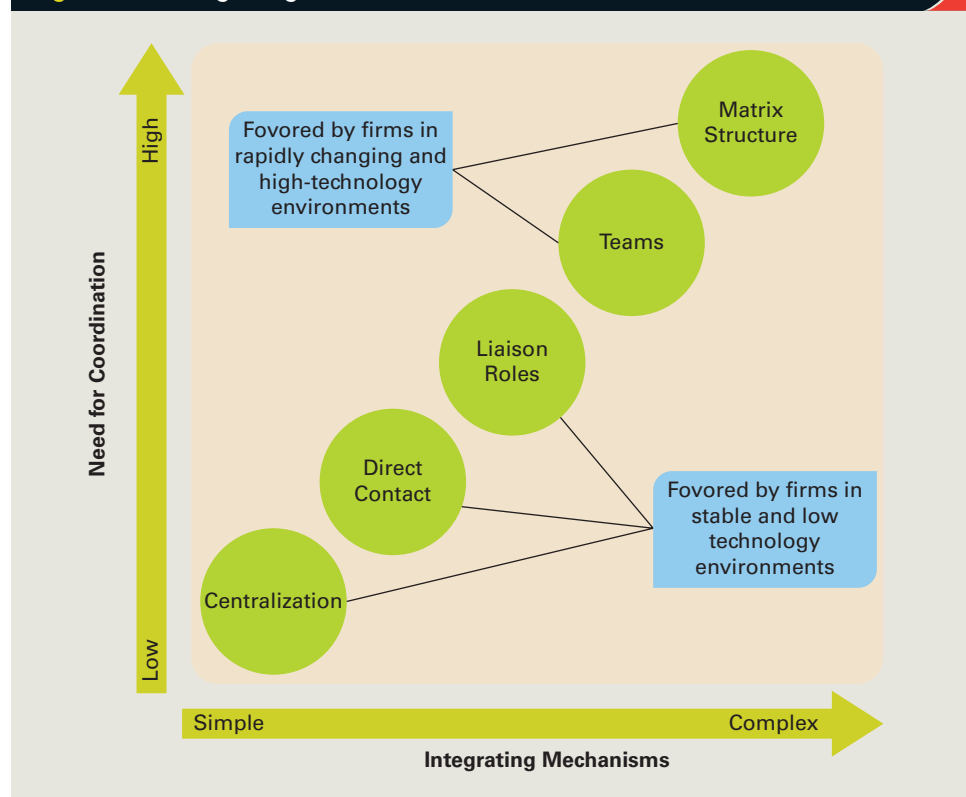 High
Need for Coordination
Low
Fovored by firms in
rapidly changing and
high-technology
environments
Matrix
Structure
Teams
Liaison
Roles
Direct
Contact
Centralization
Fovored by firms in
stable and low
technology
environments
Simple
Complex
Integrating Mechanisms